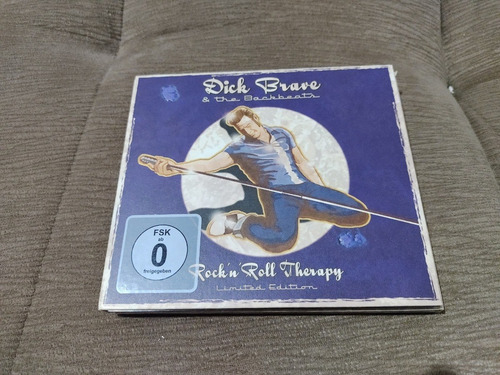 Dick Brave
& the Backbeats
FSK
ab
0
freigegeben
Rock'n'Roll Therapy
Limited Edition